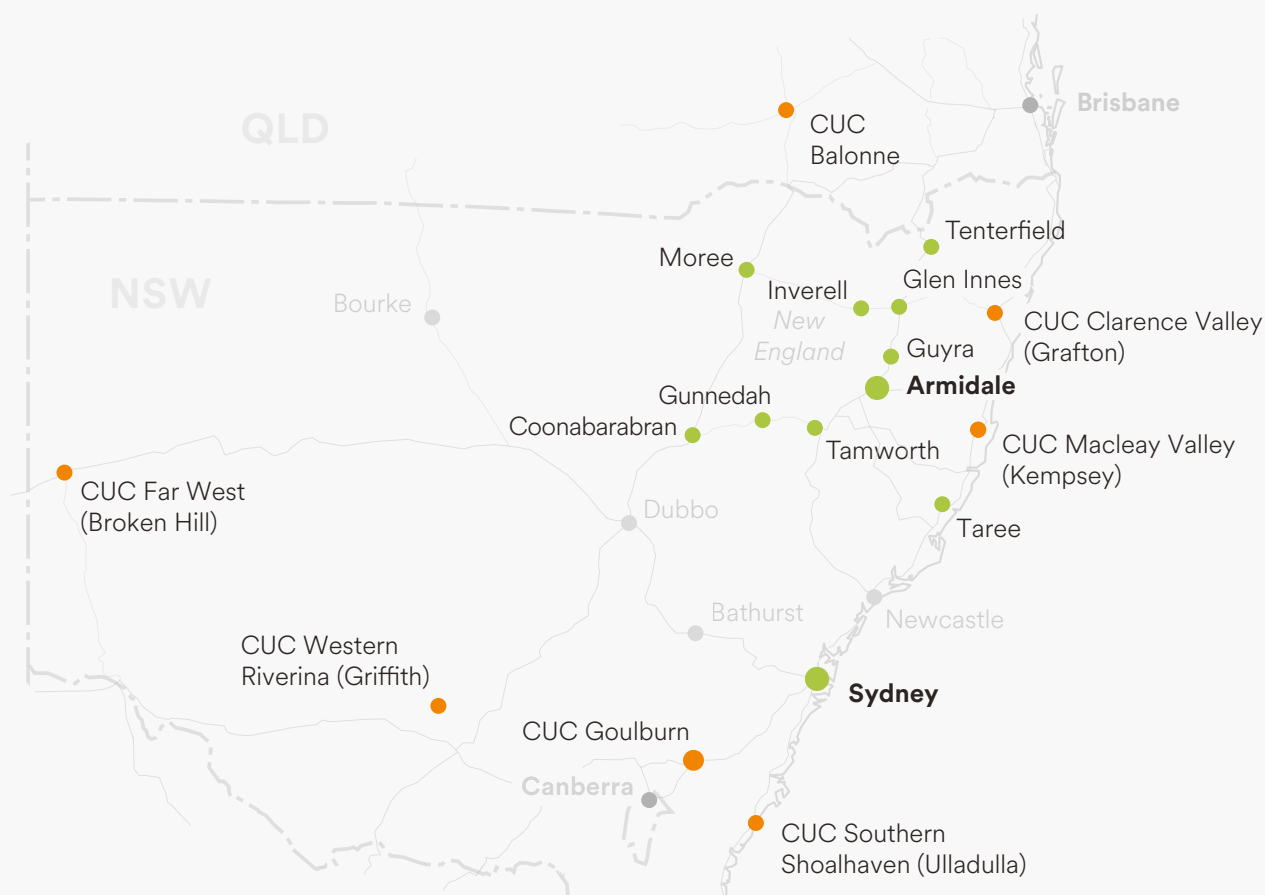 Brisbane
QLD
CUC
Balonne
Tenterfield
Moree
Glen Innes
NSW
Inverell
Bourke
New
England
CUC Clarence Valley
(Grafton)
Guyra
Armidale
Gunnedah
Coonabarabran
Tamworth
CUC Macleay Valley
(Kempsey)
CUC Far West
(Broken Hill)
Dubbo
Taree
Bathurst
Newcastle
CUC Western
Riverina (Griffith)
Sydney
CUC Goulburn
Canberra
CUC Southern
Shoalhaven (Ulladulla)